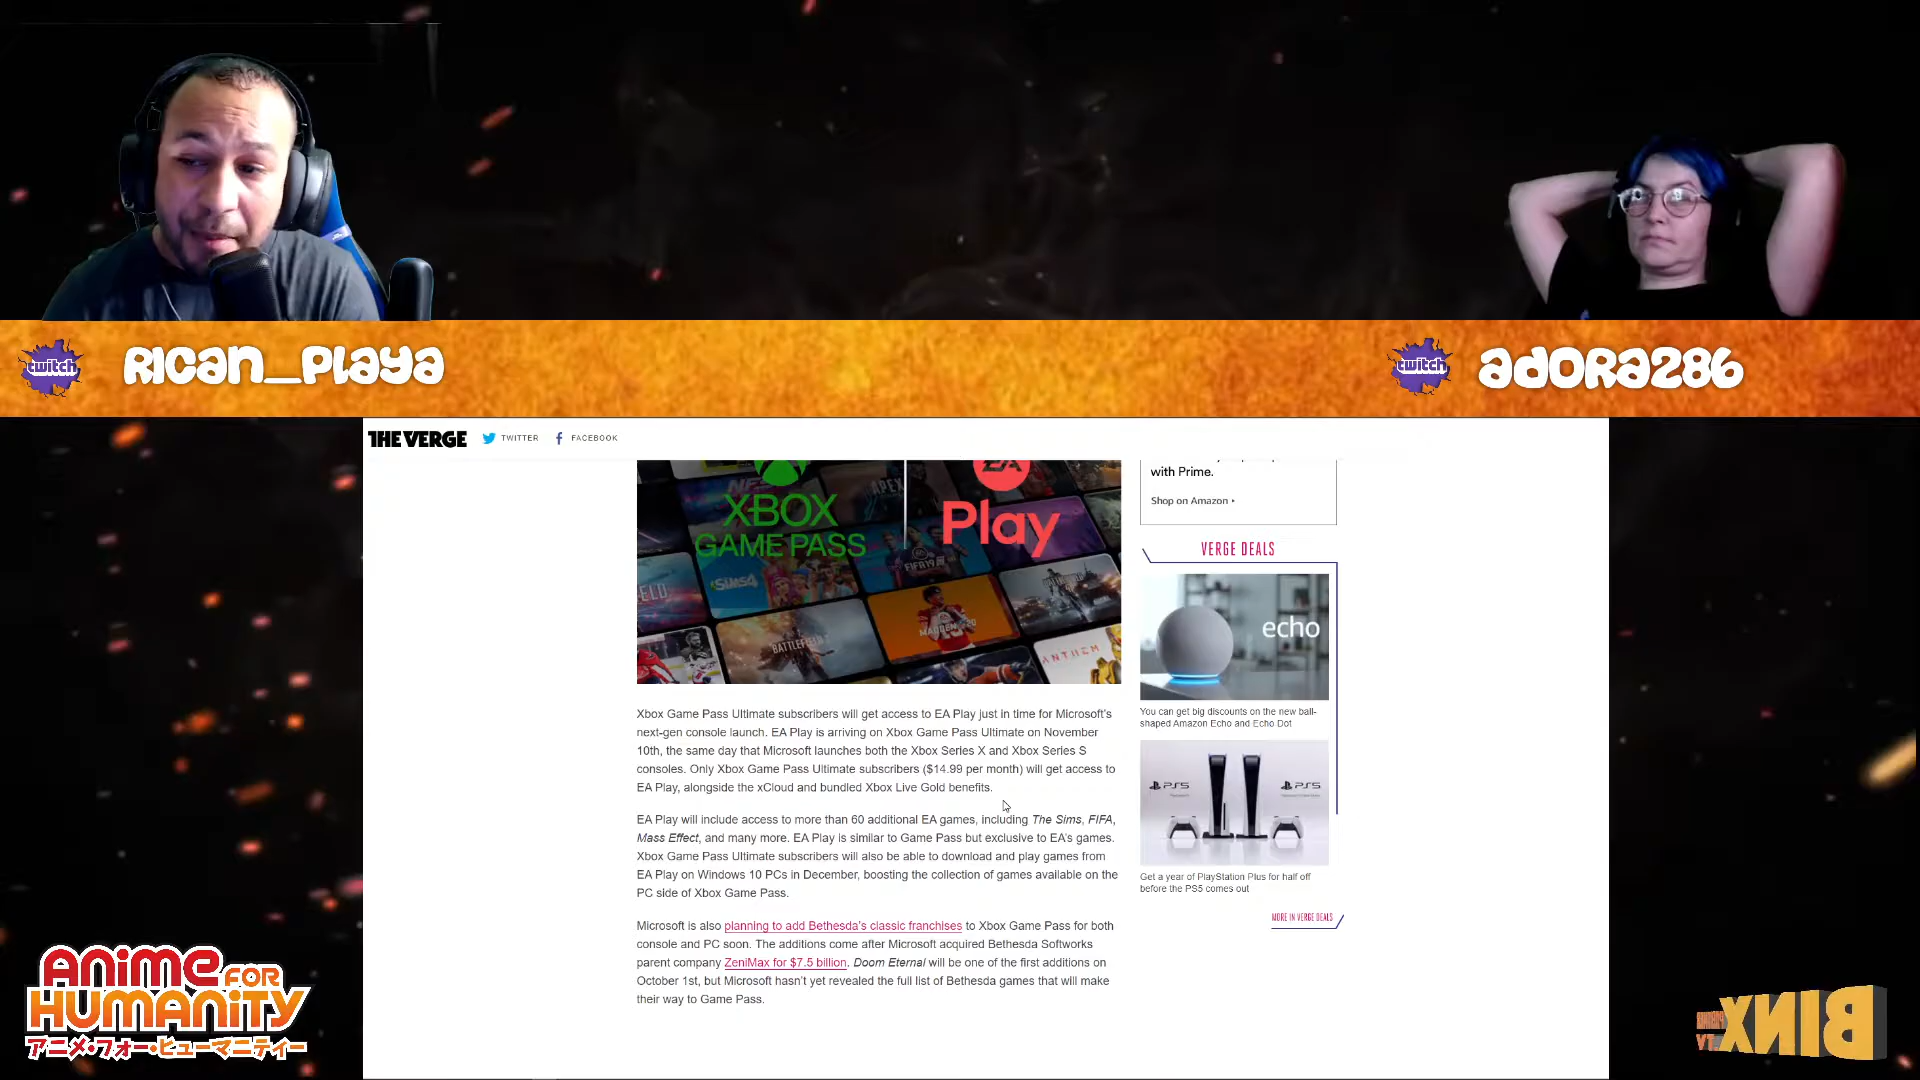 twitch
Rican_Playa
twitch
adora286
THE VERGE
TWITTER
FACEBOOK
with Prime.
Shop on Amazon
XBOX
GAME PASS
EA
Play
NFS
APEX
SIMS4
FIFA19
BATTLEFIELD
MADDEN 20
ANTHEM
VERGE DEALS
echo
You can get big discounts on the new ball-
shaped Amazon Echo and Echo Dot
PS5
PS5
Get a year of PlayStation Plus for half off
before the PS5 comes out
MORE IN VERGE DEALS
Xbox Game Pass Ultimate subscribers will get access to EA Play just in time for Microsoft's
next-gen console launch. EA Play is arriving on Xbox Game Pass Ultimate on November
10th, the same day that Microsoft launches both the Xbox Series X and Xbox Series S
consoles. Only Xbox Game Pass Ultimate subscribers ($14.99 per month) will get access to
EA Play, alongside the xCloud and bundled Xbox Live Gold benefits.
EA Play will include access to more than 60 additional EA games, including The Sims, FIFA,
Mass Effect, and many more. EA Play is similar to Game Pass but exclusive to EA's games.
Xbox Game Pass Ultimate subscribers will also be able to download and play games from
EA Play on Windows 10 PCs in December, boosting the collection of games available on the
PC side of Xbox Game Pass.
Microsoft is also planning to add Bethesda's classic franchises to Xbox Game Pass for both
console and PC soon. The additions come after Microsoft acquired Bethesda Softworks
parent company ZeniMax for $7.5 billion. Doom Eternal will be one of the first additions on
October 1st, but Microsoft hasn't yet revealed the full list of Bethesda games that will make
their way to Game Pass.
Anime FOR
HUMANITY
アニメ・フォー・ヒューマニティー
BINX
.TV